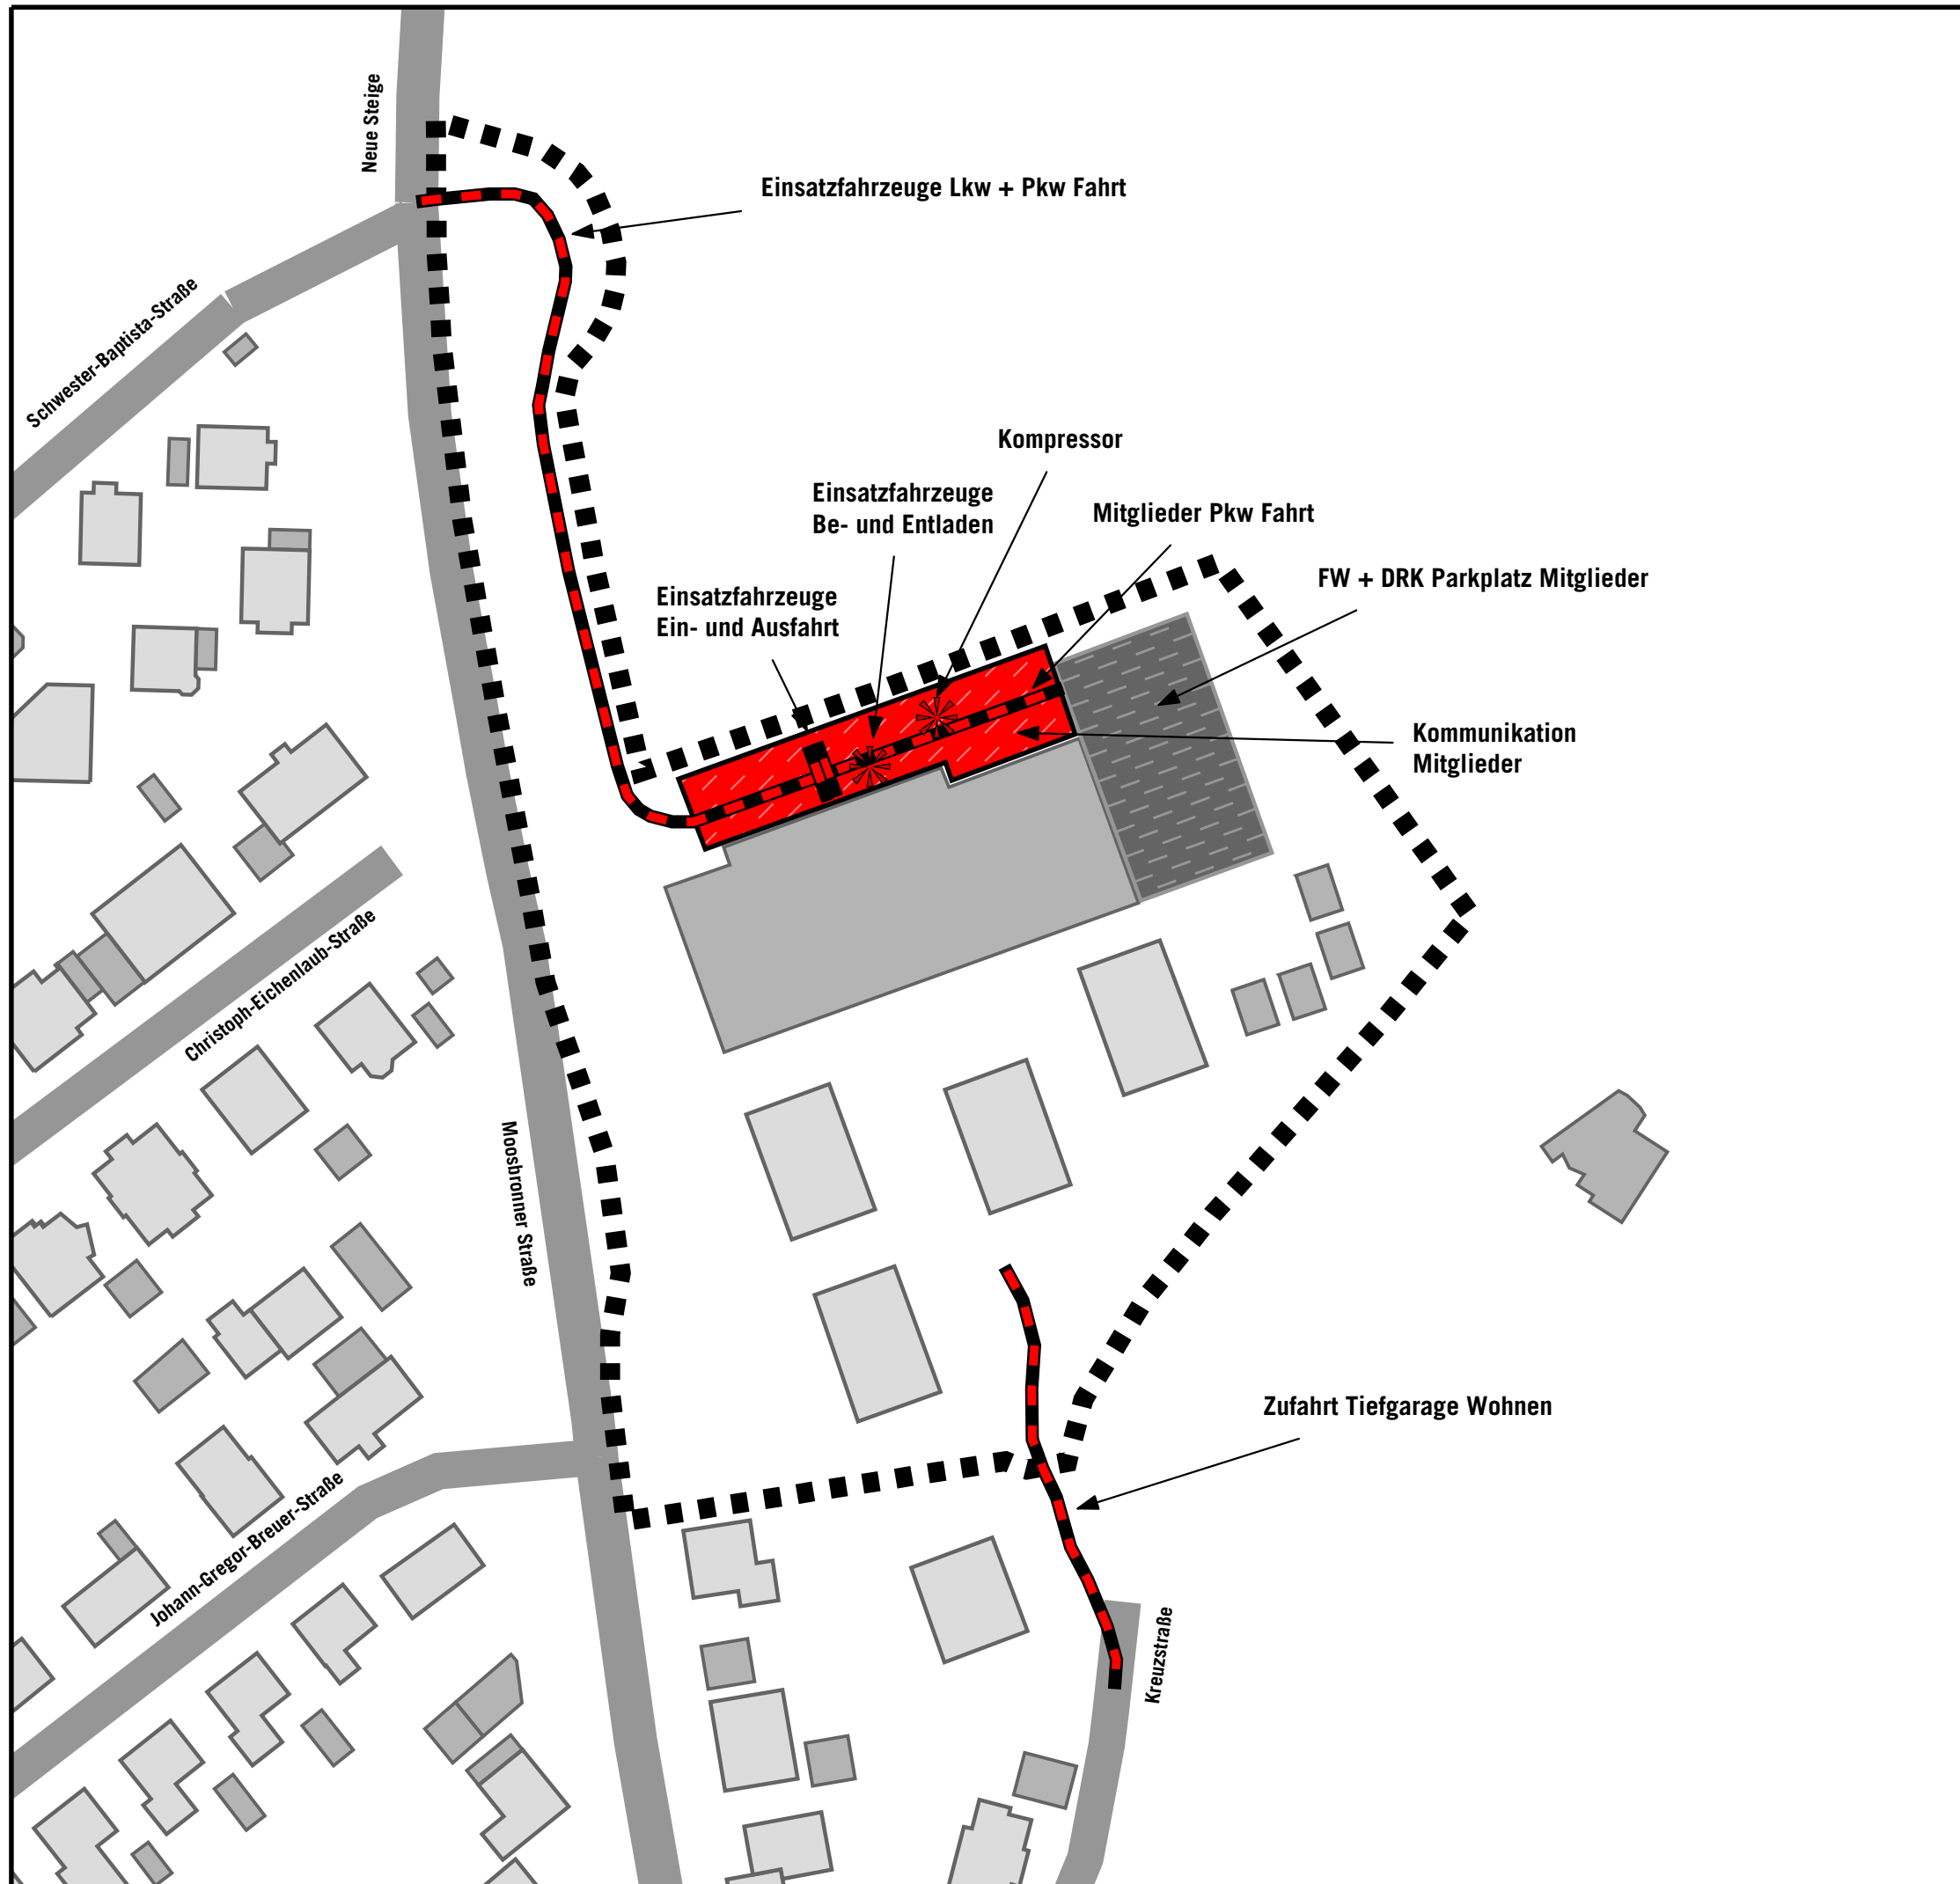 Neue Steige
Einsatzfahrzeuge Lkw + Pkw Fahrt
Schwester-Baptista-Straße
Kompressor
Einsatzfahrzeuge
Be- und Entladen
Mitglieder Pkw Fahrt
FW + DRK Parkplatz Mitglieder
Einsatzfahrzeuge
Ein- und Ausfahrt
Kommunikation
Mitglieder
Christoph-Eichenlaub-Straße
Moosbronner Straße
Zufahrt Tiefgarage Wohnen
Johann-Gregor-Breuer-Straße
Kreuzstraße